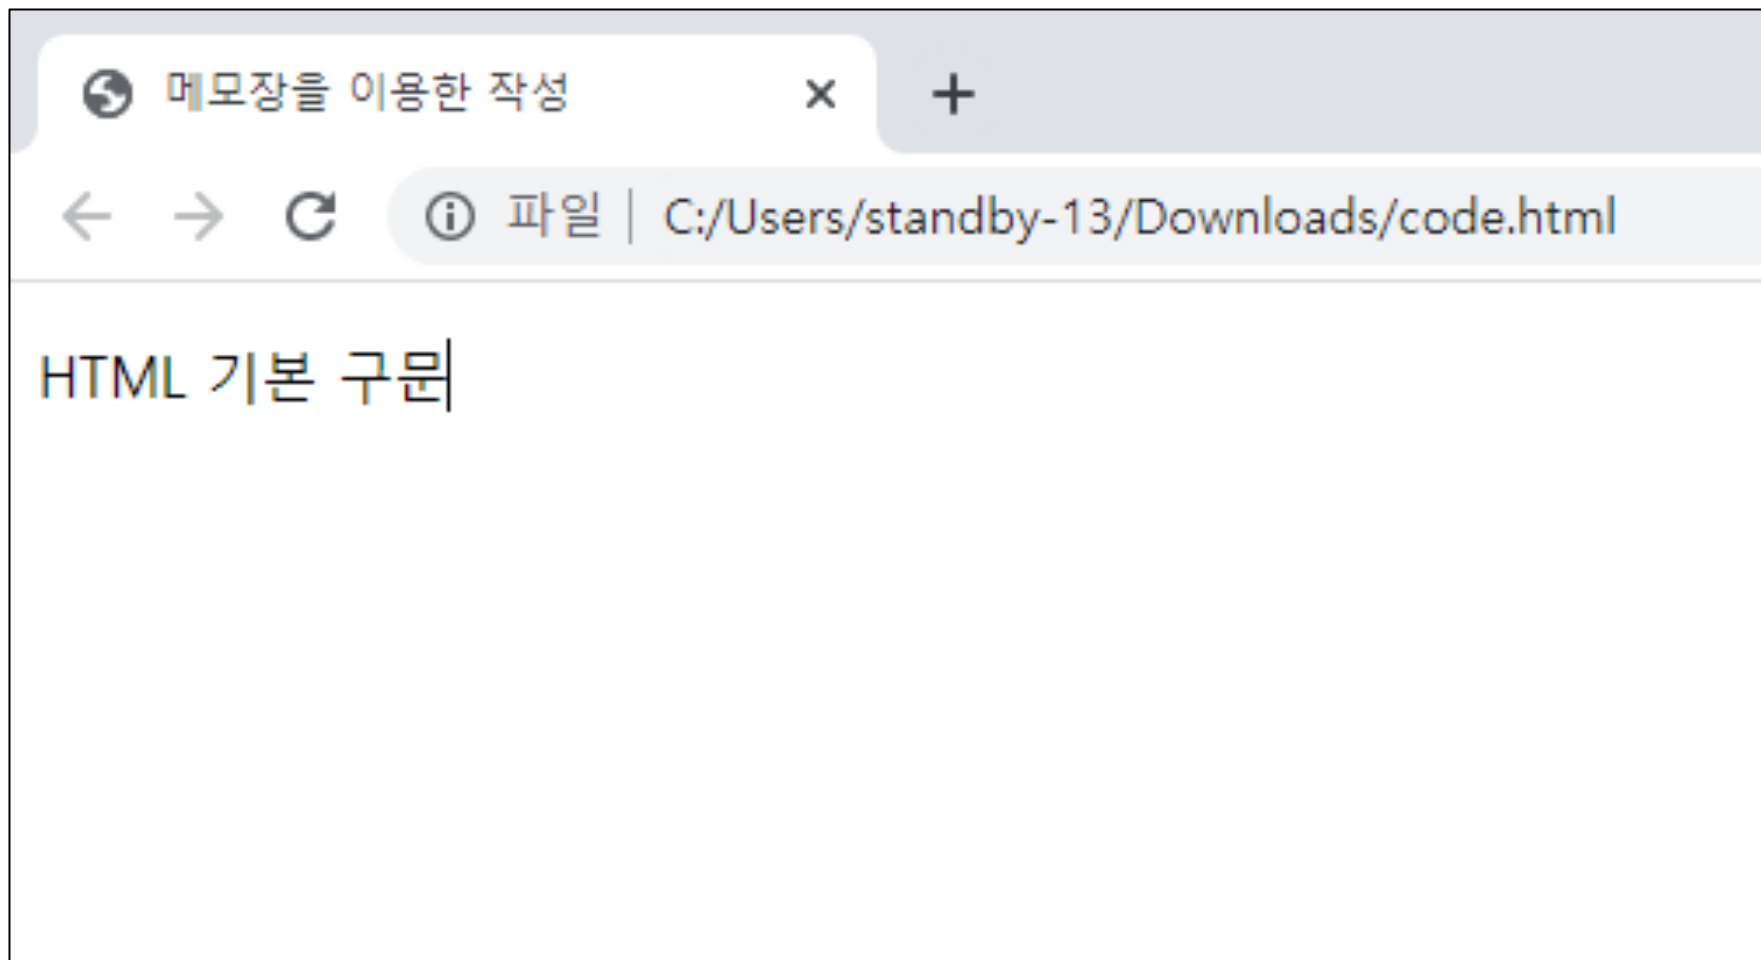 메모장을 이용한 작성
파일 C:/Users/standby-13/Downloads/code.html
HTML 기본 구문